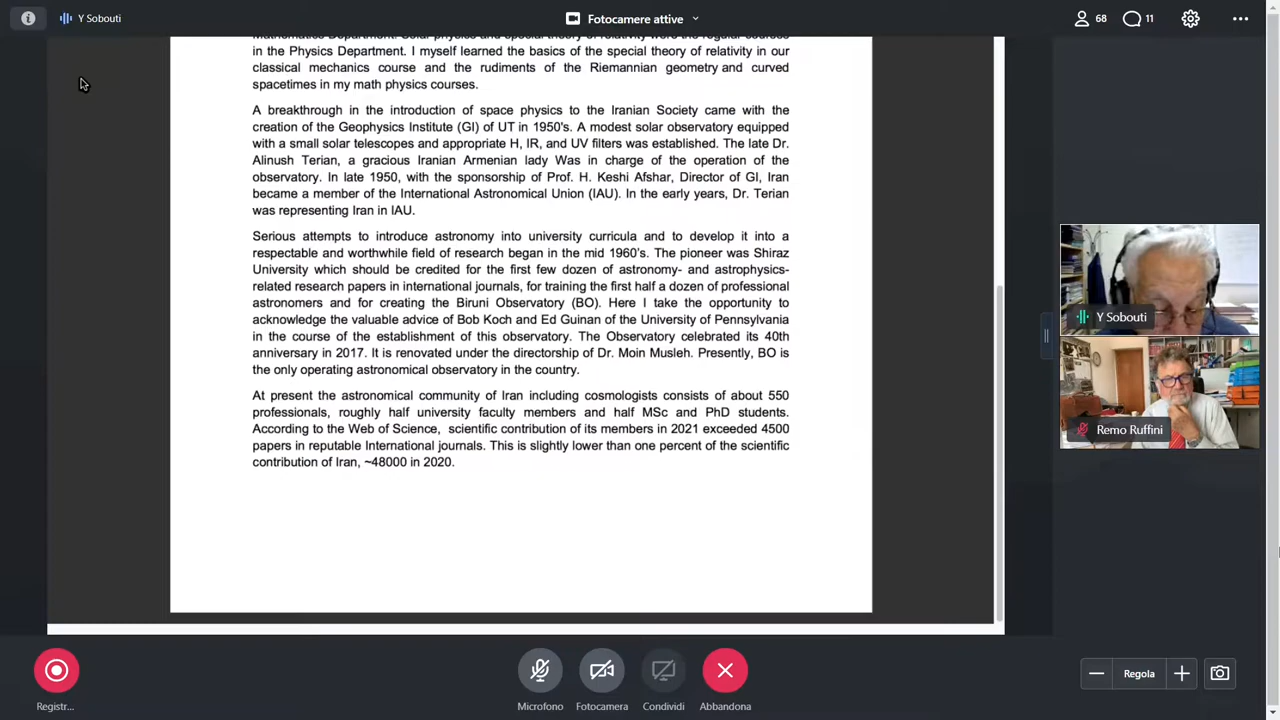 Y Sobouti
Fotocamere attive
68
11
Mathematics Department. Solar physics and special theory of relativity were the regular courses
in the Physics Department. I myself learned the basics of the special theory of relativity in our
classical mechanics course and the rudiments of the Riemannian geometry and curved
spacetimes in my math physics courses.
A breakthrough in the introduction of space physics to the Iranian Society came with the
creation of the Geophysics Institute (GI) of UT in 1950's. A modest solar observatory equipped
with a small solar telescopes and appropriate H, IR, and UV filters was established. The late Dr.
Alinush Terian, a gracious Iranian Armenian lady Was in charge of the operation of the
observatory. In late 1950, with the sponsorship of Prof. H. Keshi Afshar, Director of GI, Iran
became a member of the International Astronomical Union (IAU). In the early years, Dr. Terian
was representing Iran in IAU.
Serious attempts to introduce astronomy into university curricula and to develop it into a
respectable and worthwhile field of research began in the mid 1960's. The pioneer was Shiraz
University which should be credited for the first few dozen of astronomy- and astrophysics-
related research papers in international journals, for training the first half a dozen of professional
astronomers and for creating the Biruni Observatory (BO). Here I take the opportunity to
acknowledge the valuable advice of Bob Koch and Ed Guinan of the University of Pennsylvania
in the course of the establishment of this observatory. The Observatory celebrated its 40th
anniversary in 2017. It is renovated under the directorship of Dr. Moin Musleh. Presently, BO is
the only operating astronomical observatory in the country.
At present the astronomical community of Iran including cosmologists consists of about 550
professionals, roughly half university faculty members and half MSc and PhD students.
According to the Web of Science, scientific contribution of its members in 2021 exceeded 4500
papers in reputable International journals. This is slightly lower than one percent of the scientific
contribution of Iran, ~48000 in 2020.
Y Sobouti
Remo Ruffini
Registr...
Microfono
Fotocamera
Condividi
Abbandona
Regola